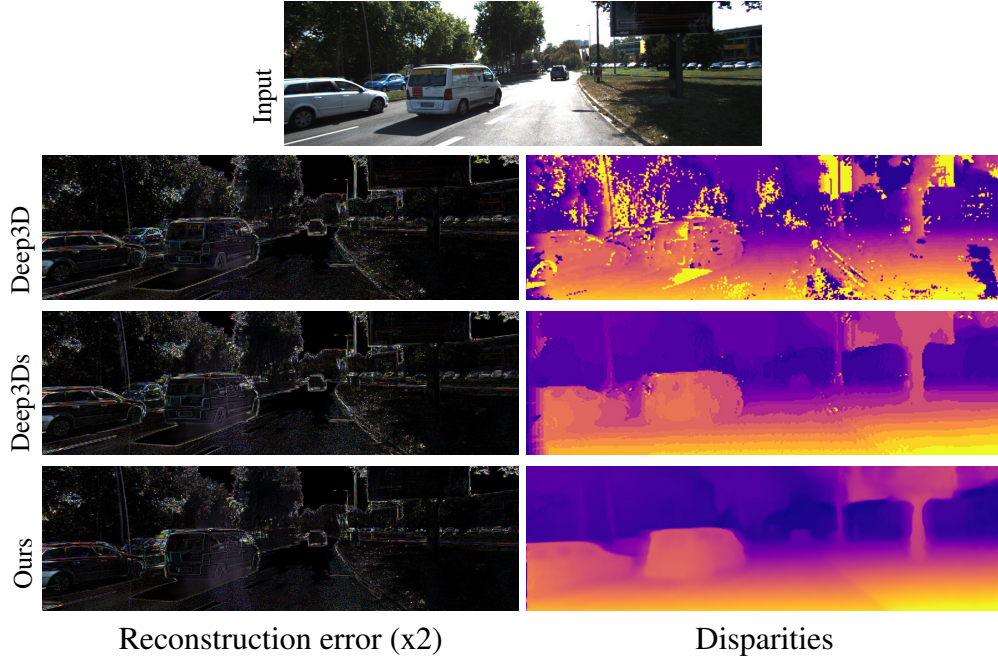 Input
Deep3D
Deep3Ds
Ours
Reconstruction error (x2)
Disparities